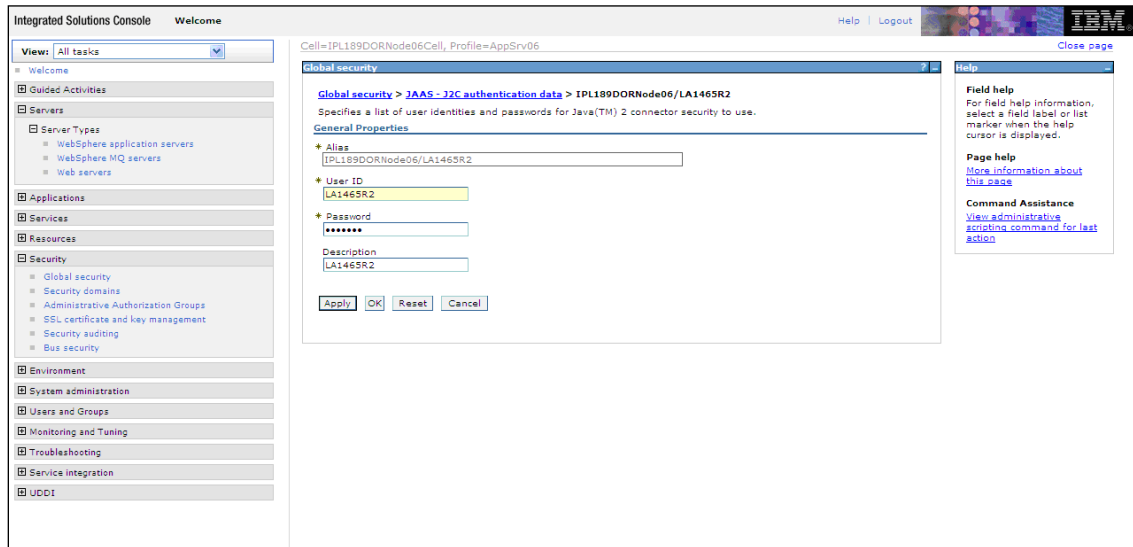 Integrated Solutions Console Welcome Help | Logout IBM.
View: All tasks
Welcome
Guided Activities
Servers
Server Types
WebSphere application servers
WebSphere MQ servers
Web servers
Applications
Services
Resources
Security
Global security
Security domains
Administrative Authorization Groups
SSL certificate and key management
Security auditing
Bus security
Environment
System administration
Users and Groups
Monitoring and Tuning
Troubleshooting
Service integration
UDDI
Cell=IPL189DORNode06Cell, Profile=AppSrv06
Close page
Global security ? _
Global security > JAAS - J2C authentication data > IPL189DORNode06/LA1465R2
Specifies a list of user identities and passwords for Java(TM) 2 connector security to use.
General Properties
* Alias
IPL189DORNode06/LA1465R2
* User ID
LA1465R2
* Password
•••••••
Description
LA1465R2
Apply OK Reset Cancel
Help _
Field help
For field help information,
select a field label or list
marker when the help
cursor is displayed.
Page help
More information about
this page
Command Assistance
View administrative
scripting command for last
action